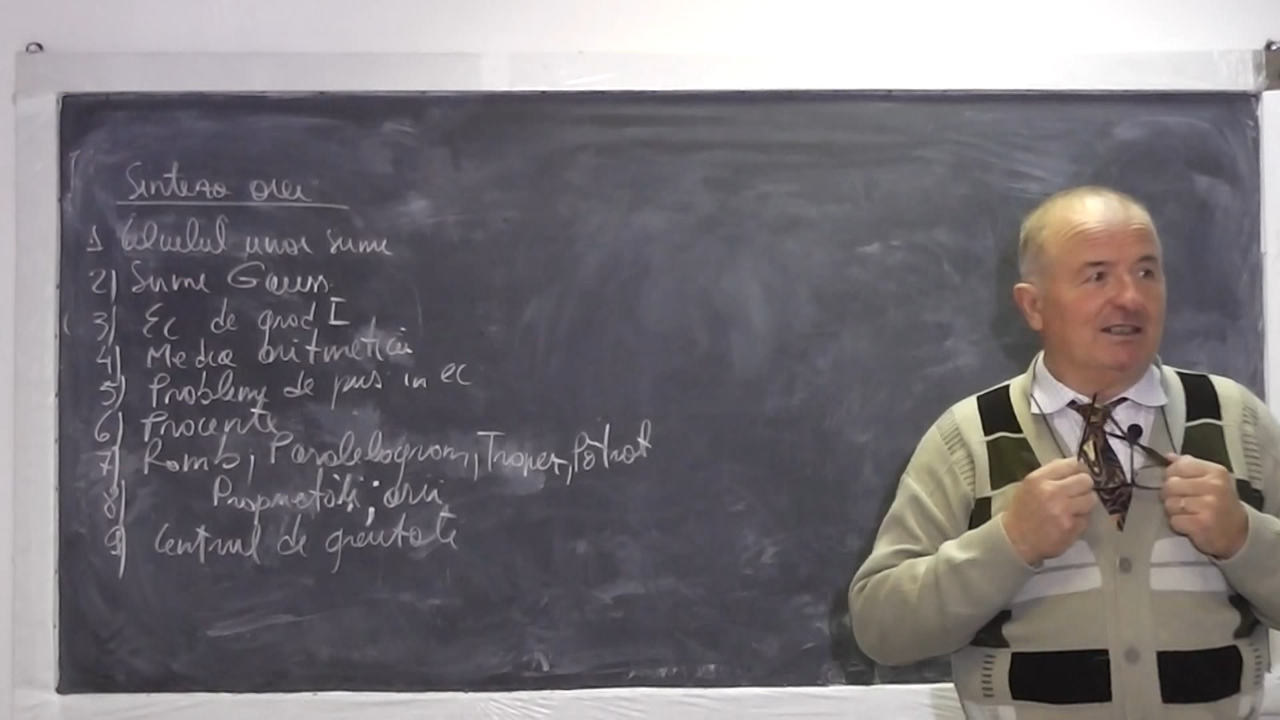 Sinteza orei
1 Calculul unor sume
2) Sume Gauss
3) Ec de grad I
4) Media aritmetică
5) Probleme de pus in ec
6) Procente
7) Romb, Paralelogram, Trapez, Pătrat
8) Proprietăți; arii
9) Centrul de greutate